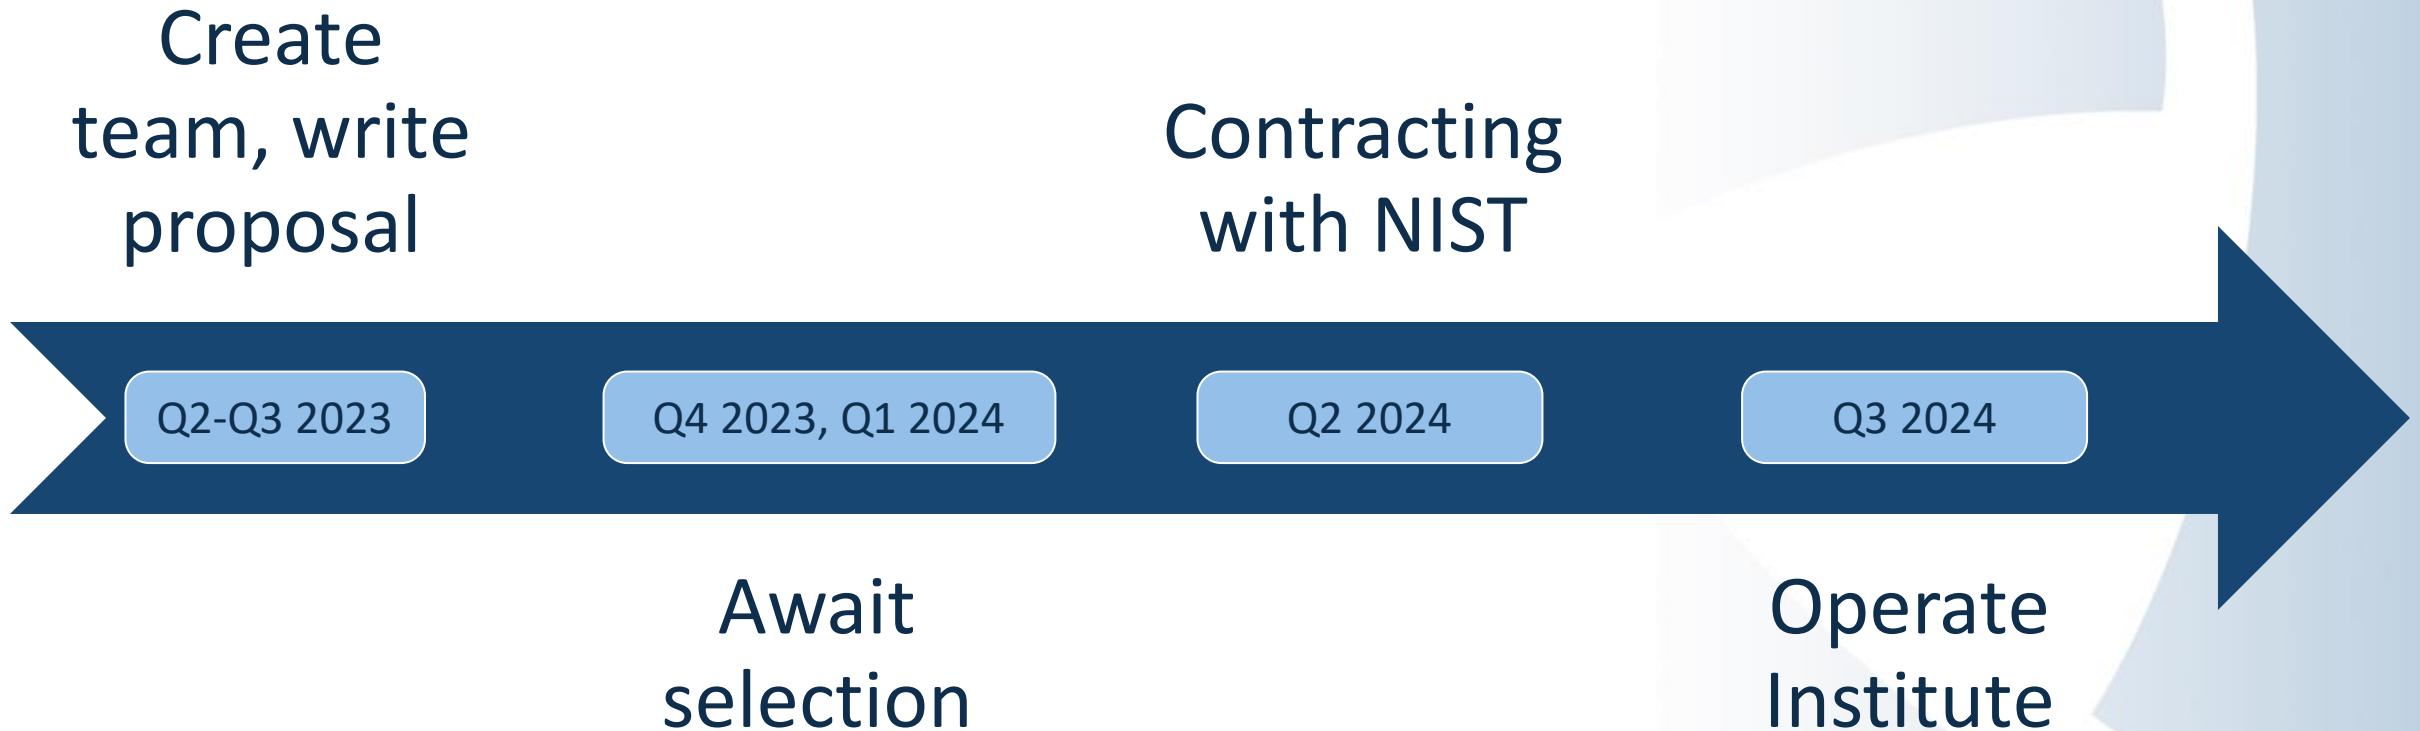 Create
team, write
proposal
Contracting
with NIST
Q2-Q3 2023
Q4 2023, Q1 2024
Q2 2024
Q3 2024
Await
selection
Operate
Institute